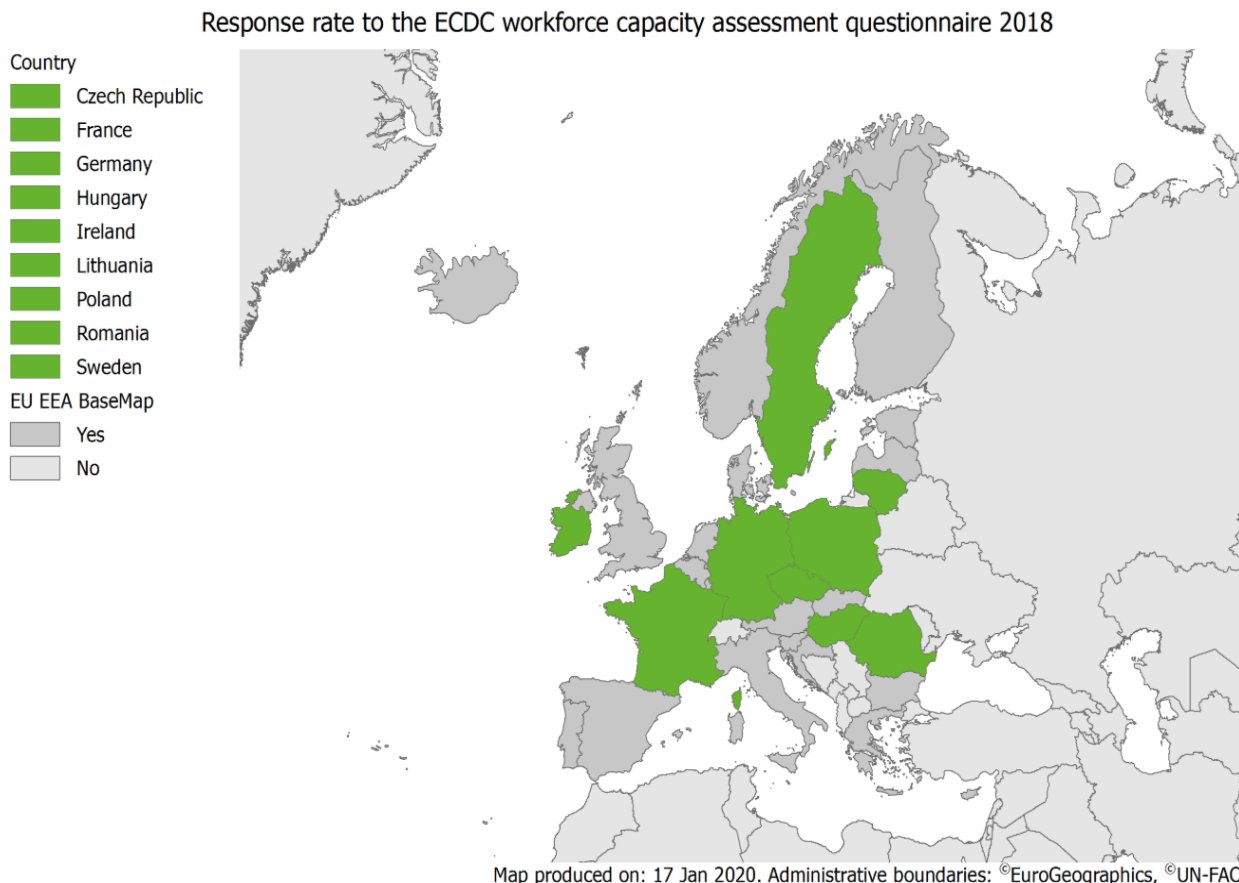 Response rate to the ECDC workforce capacity assessment questionnaire 2018
Country
Czech Republic
France
Germany
Hungary
Ireland
Lithuania
Poland
Romania
Sweden
EU EEA BaseMap
Yes
No
Map produced on: 17 Jan 2020. Administrative boundaries: ©EuroGeographics, ©UN-FAO